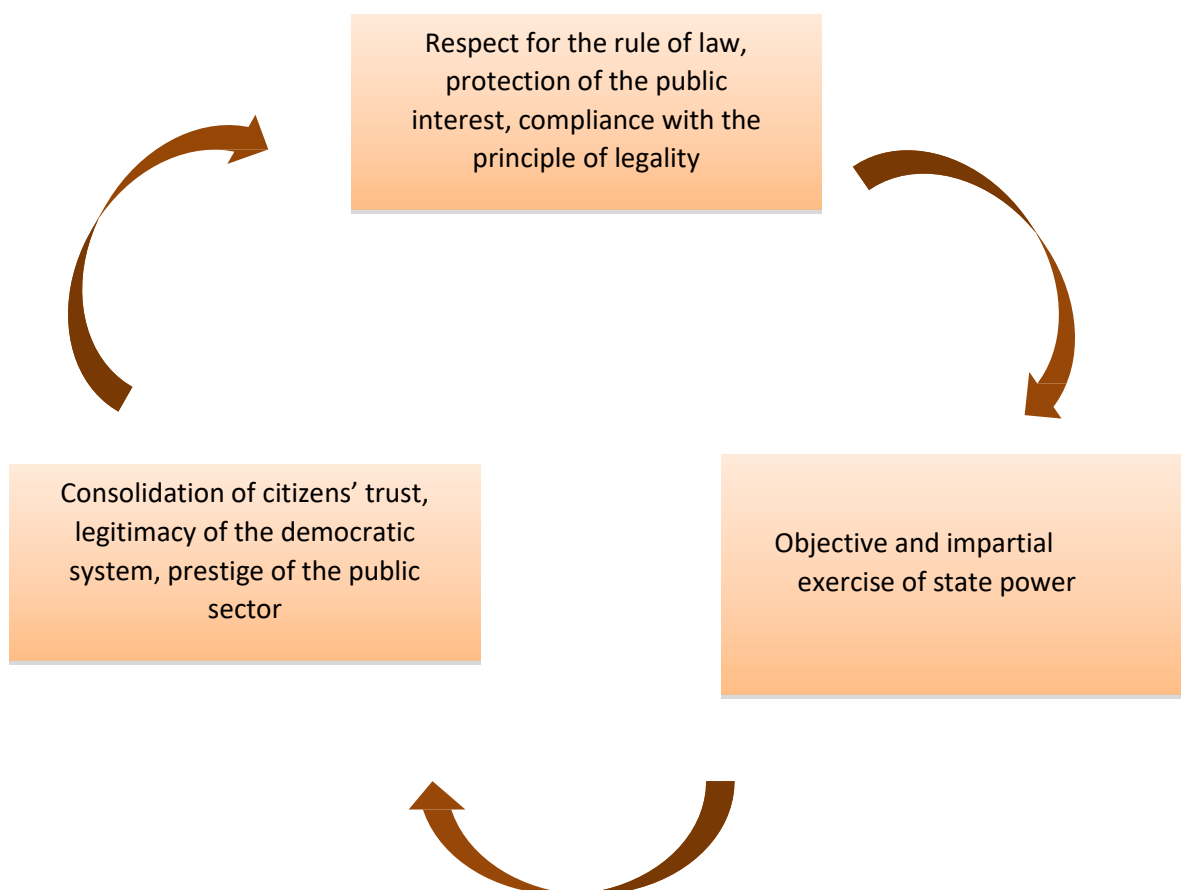 Respect for the rule of law,
protection of the public
interest, compliance with the
principle of legality
Consolidation of citizens’ trust,
legitimacy of the democratic
system, prestige of the public
sector
Objective and impartial
exercise of state power